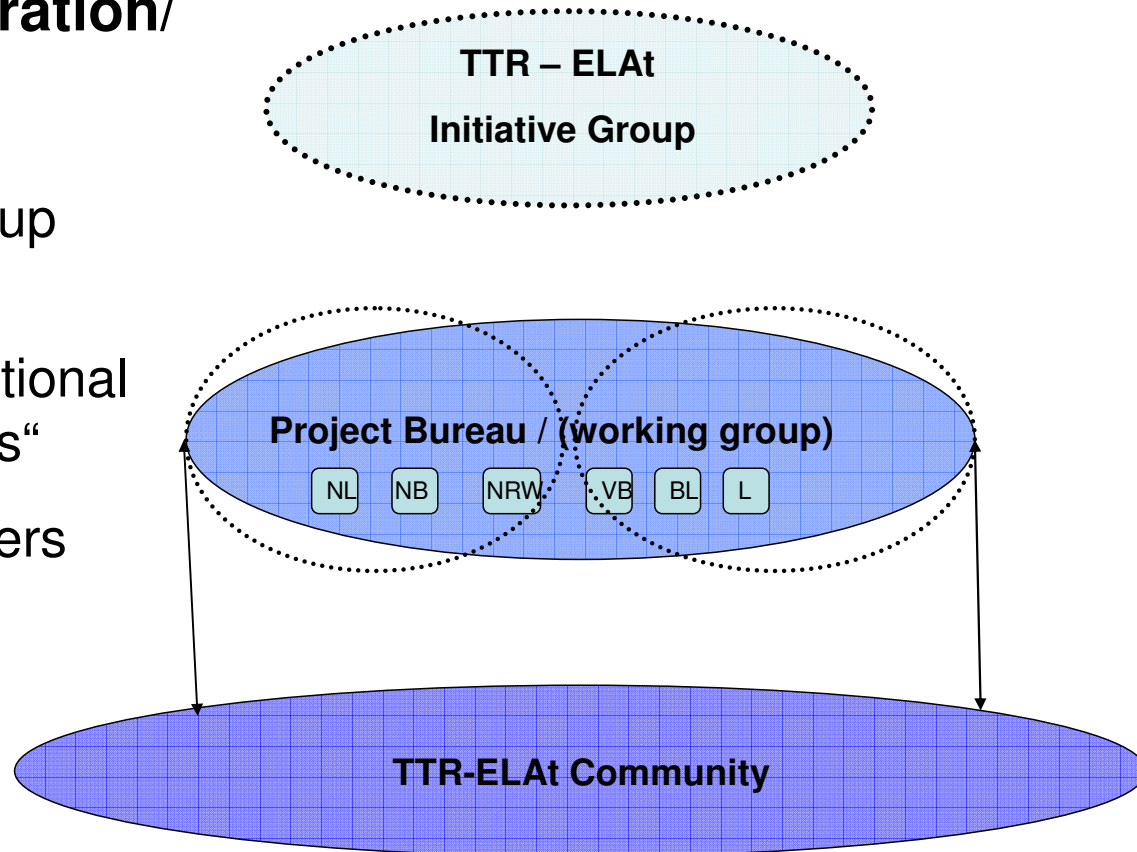 ration/
TTR – ELAt
Initiative Group
up
tional
s“
ers
Project Bureau / (working group)
NL NB NRW VB BL L
TTR-ELAt Community